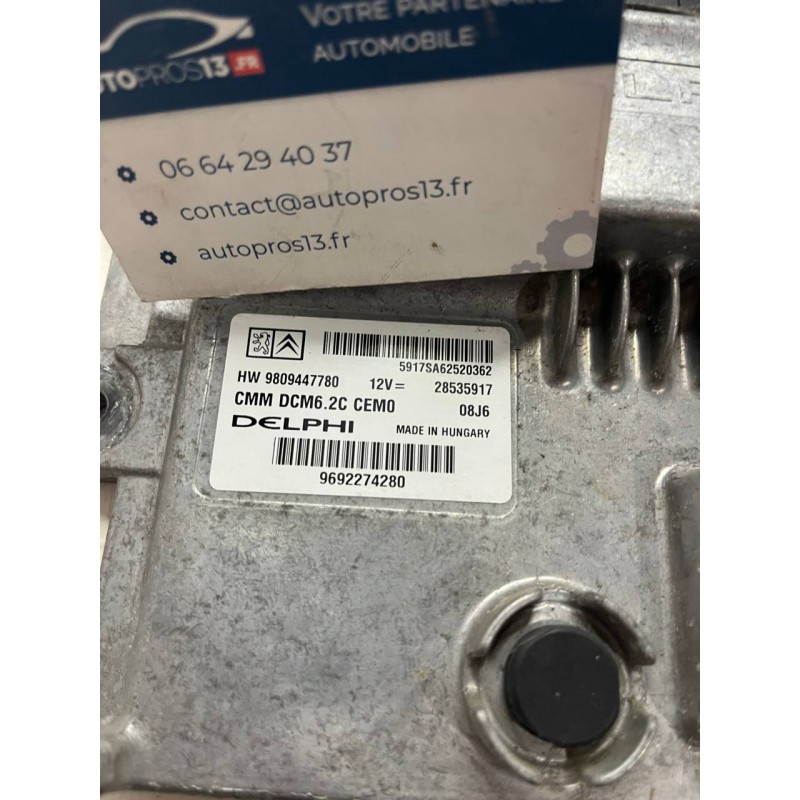 VOTRE PARTENAIRE
AUTOMOBILE
UTOPROS13.FR
06 64 29 40 37
contact@autopros13.fr
autopros13.fr
5917SA62520362
HW 9809447780 12V= 28535917
CMM DCM6.2C CEM0 08J6
DELPHI MADE IN HUNGARY
9692274280